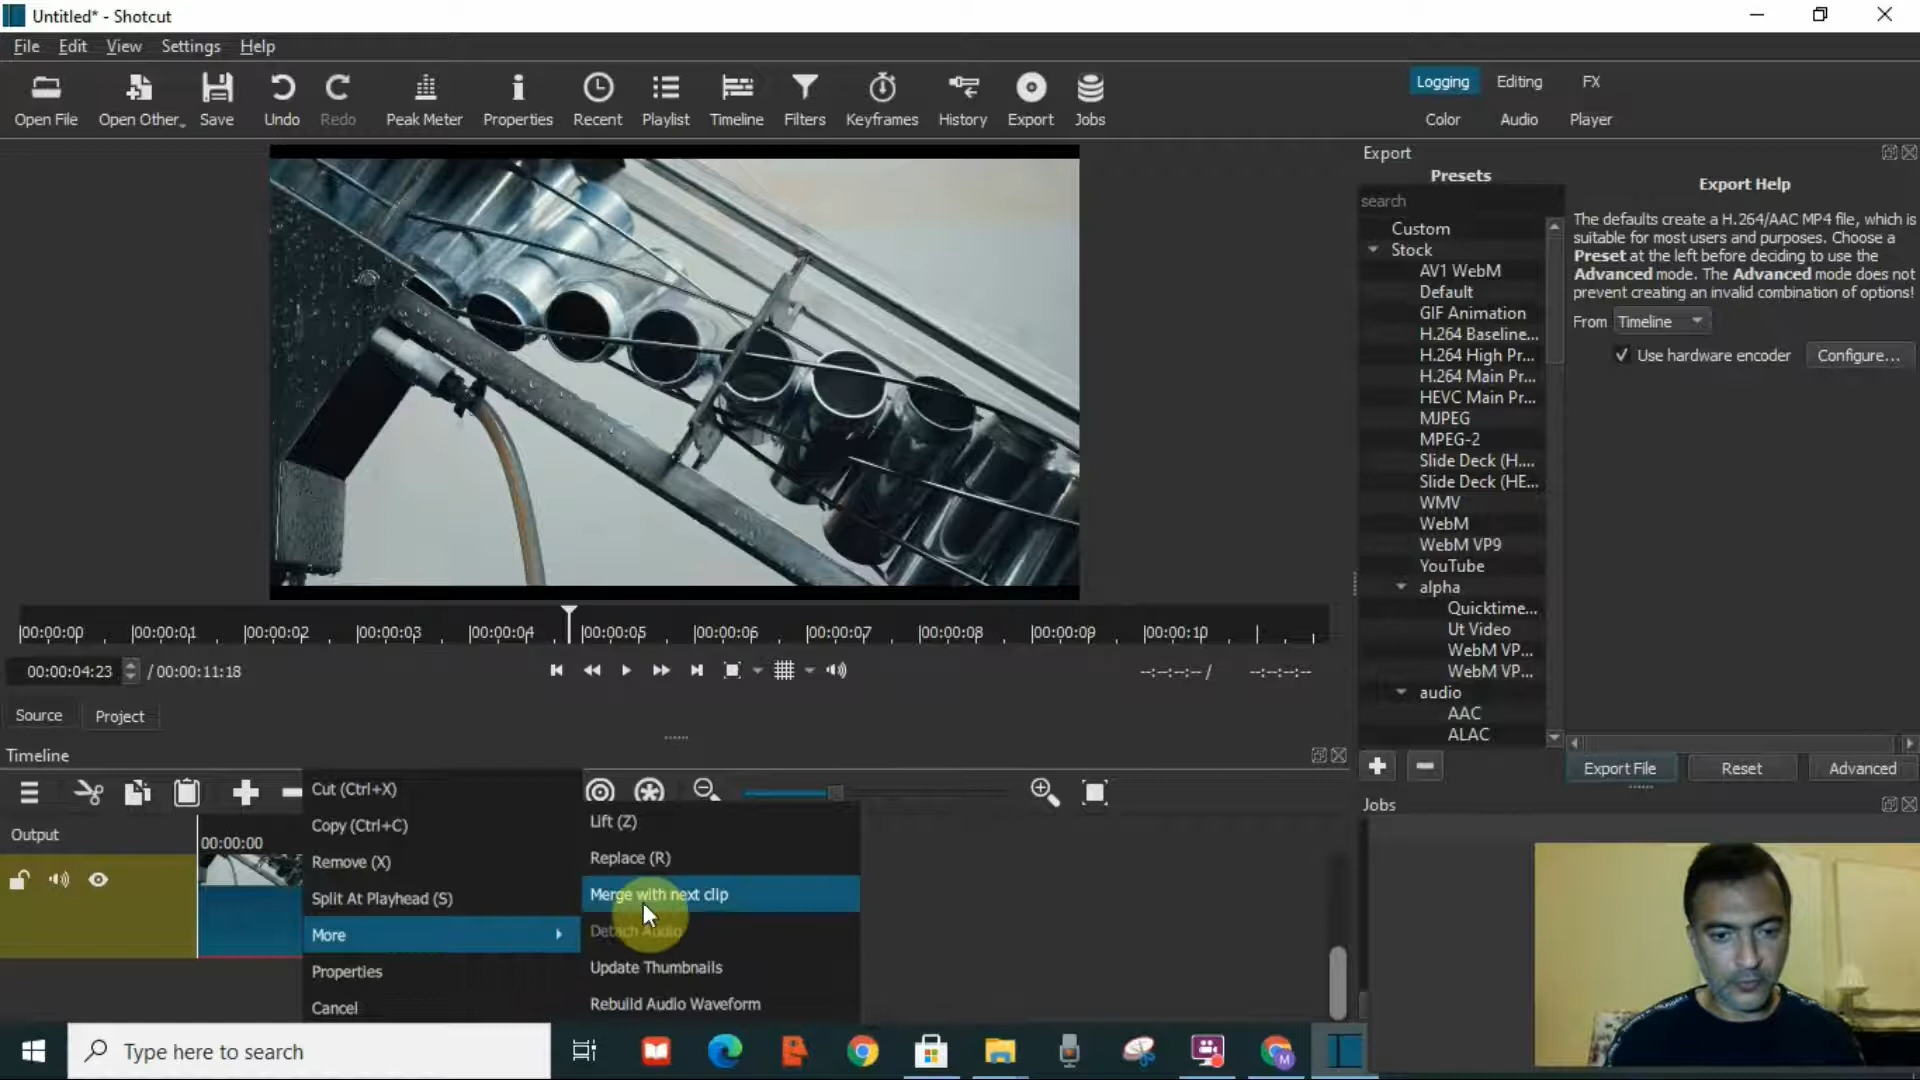 Untitled* - Shotcut
File Edit View Settings Help
Open File Open Other... Save Undo Redo Peak Meter Properties Recent Playlist Timeline Filters Keyframes History Export Jobs
Logging Editing FX
Color Audio Player
Export
Presets
search
Custom
Stock
AV1 WebM
Default
GIF Animation
H.264 Baseline...
H.264 High Pr...
H.264 Main Pr...
HEVC Main Pr...
MJPEG
MPEG-2
Slide Deck (H....
Slide Deck (HE...
WMV
WebM
WebM VP9
YouTube
alpha
Quicktime...
Ut Video
WebM VP...
WebM VP...
audio
AAC
ALAC
Export Help
The defaults create a H.264/AAC MP4 file, which is
suitable for most users and purposes. Choose a
Preset at the left before deciding to use the
Advanced mode. The Advanced mode does not
prevent creating an invalid combination of options!
From Timeline
Use hardware encoder Configure...
Export File Reset Advanced
Jobs
00:00:00 00:00:01 00:00:02 00:00:03 00:00:04 00:00:05 00:00:06 00:00:07 00:00:08 00:00:09 00:00:10
00:00:04:23 / 00:00:11:18
--:--:--:-- / --:--:--:--
Source Project
Timeline
Output
00:00:00
Cut (Ctrl+X)
Copy (Ctrl+C)
Remove (X)
Split At Playhead (S)
More
Properties
Cancel
Lift (Z)
Replace (R)
Merge with next clip
Detach Audio
Update Thumbnails
Rebuild Audio Waveform
Type here to search
M